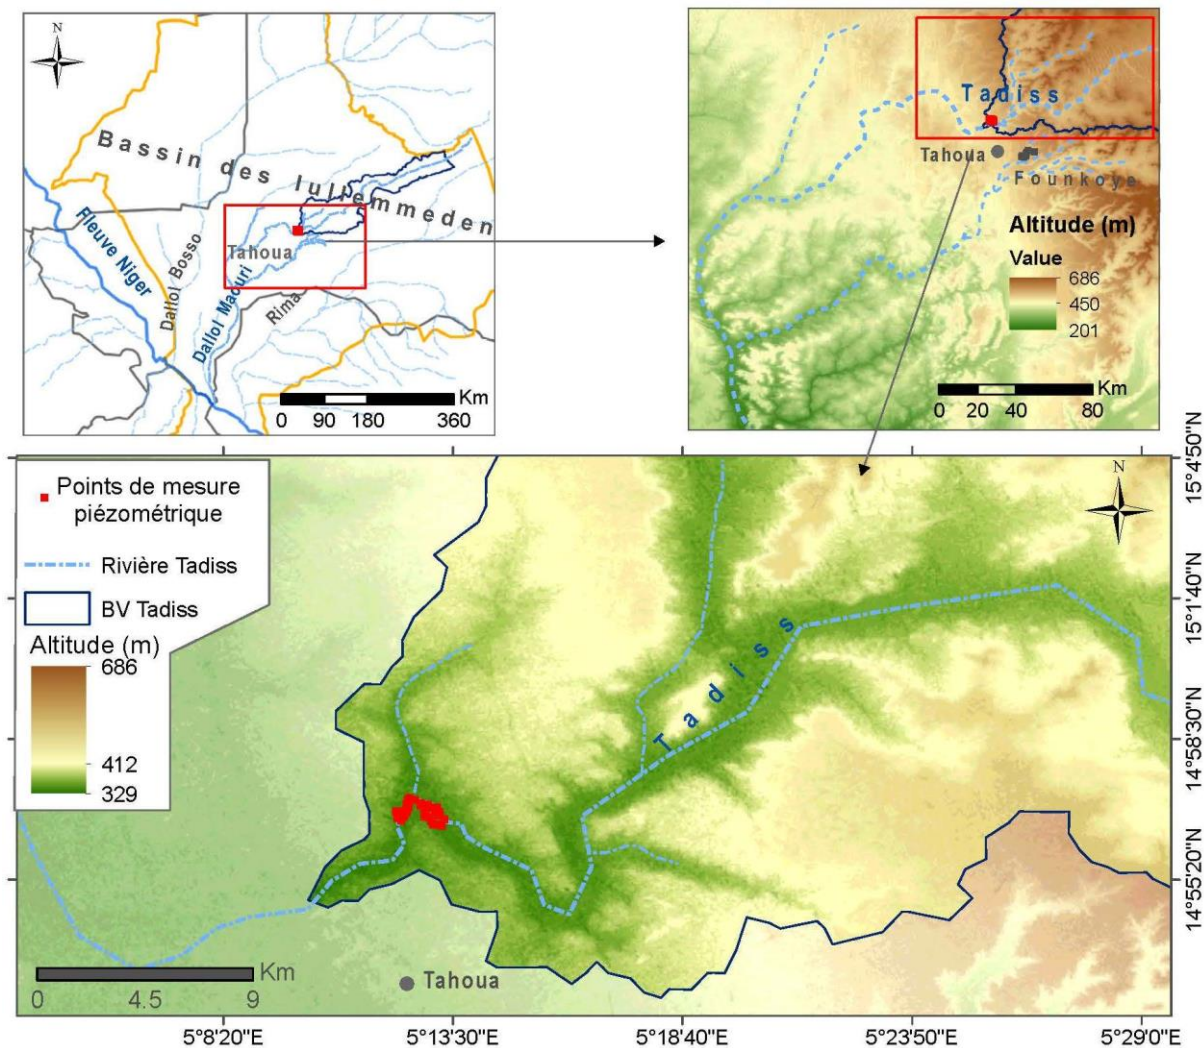 N
Bassin des Iullemmeden
Fleuve Niger
Dallol Bosso
Dallol Maouri
Tahoua
Rima
Km
0 90 180 360
Tadiss
Tahoua
Founkoye
Altitude (m)
Value
686
450
201
Km
0 20 40 80
Points de mesure
piézométrique
Rivière Tadiss
BV Tadiss
Altitude (m)
686
412
329
N
Tadiss
Tahoua
Km
0 4.5 9
15°4'50"N
15°1'40"N
14°58'30"N
14°55'20"N
5°8'20"E 5°13'30"E 5°18'40"E 5°23'50"E 5°29'0"E